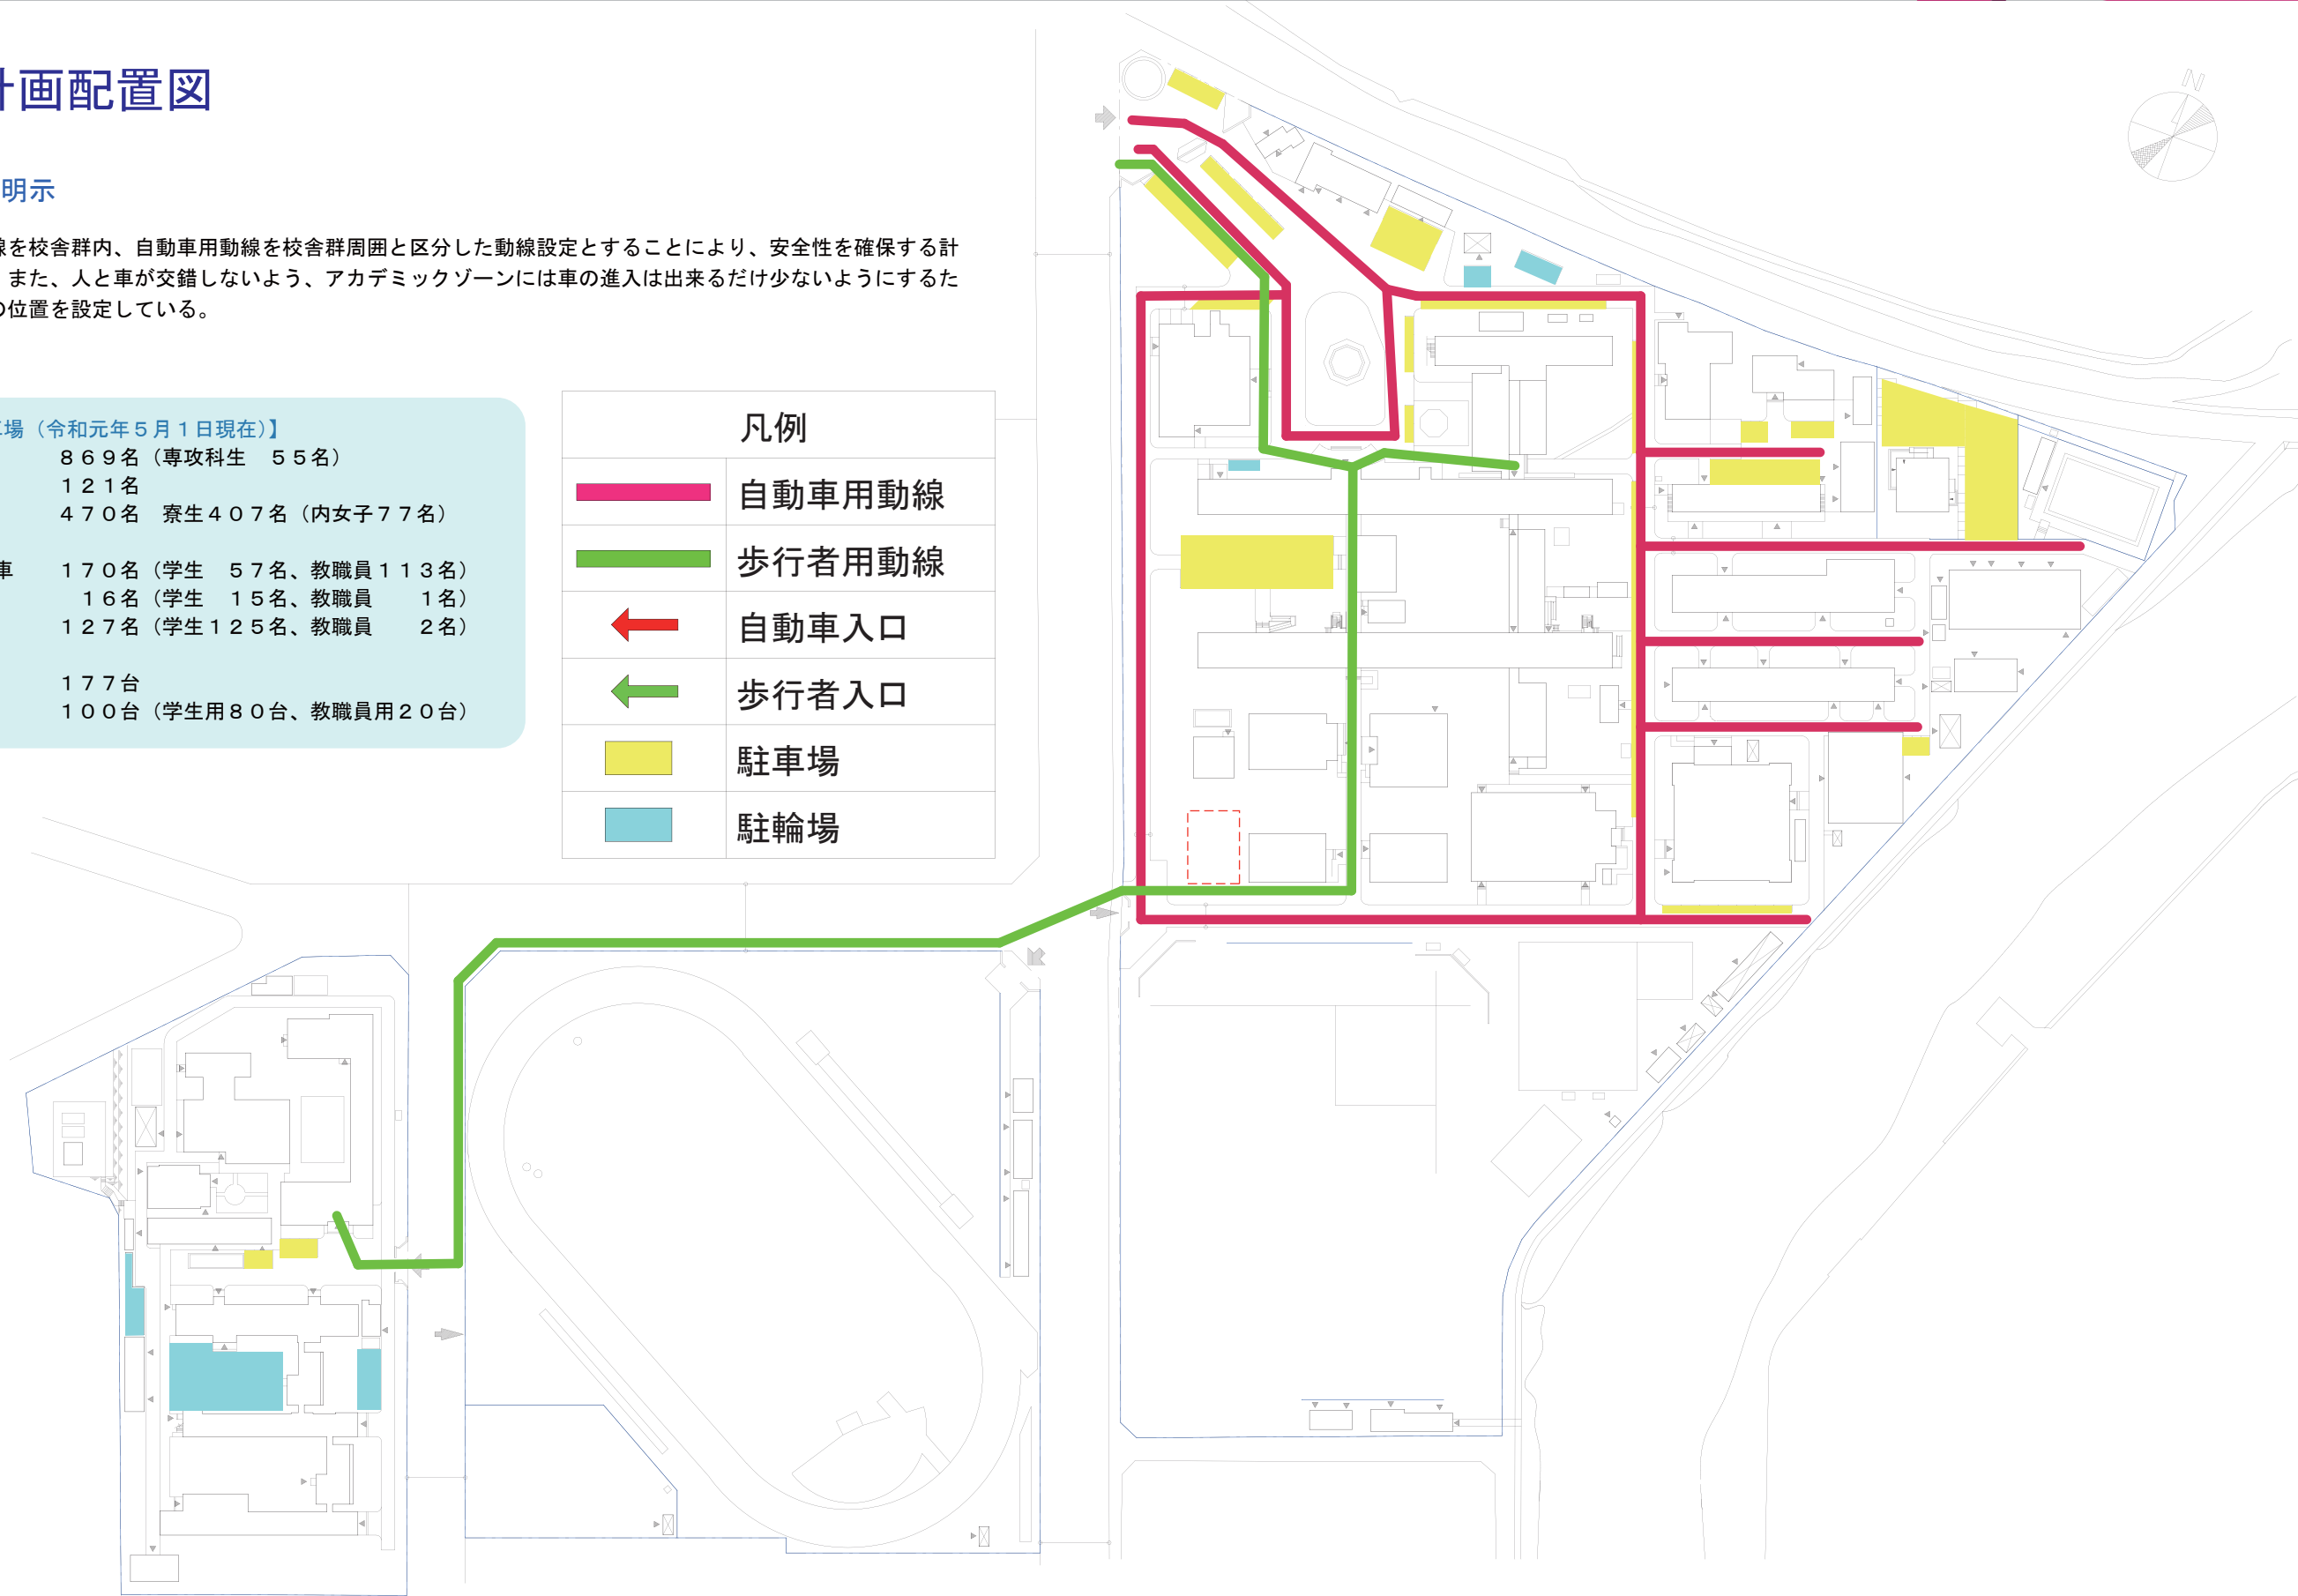 計画配置図
明示
線を校舎群内、自動車用動線を校舎群周囲と区分した動線設定とすることにより、安全性を確保する計
また、人と車が交錯しないよう、アカデミックゾーンには車の進入は出来るだけ少ないようにするた
の位置を設定している。
場（令和元年５月１日現在）】
８６９名（専攻科生　５５名）
１２１名
４７０名　寮生４０７名（内女子７７名）
車　１７０名（学生　５７名、教職員１１３名）
１６名（学生　１５名、教職員　　１名）
１２７名（学生１２５名、教職員　　２名）
１７７台
１００台（学生用８０台、教職員用２０台）
凡例
自動車用動線
歩行者用動線
自動車入口
歩行者入口
駐車場
駐輪場
N